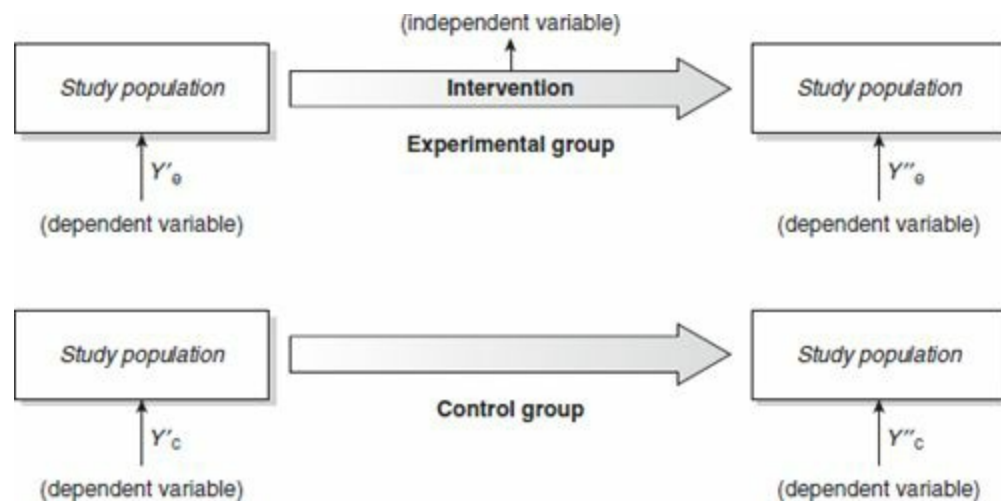 (independent variable)
Study population
Intervention
Study population
Experimental group
Y′e
Y″e
(dependent variable)
(dependent variable)
Study population
Study population
Control group
Y′c
Y″c
(dependent variable)
(dependent variable)